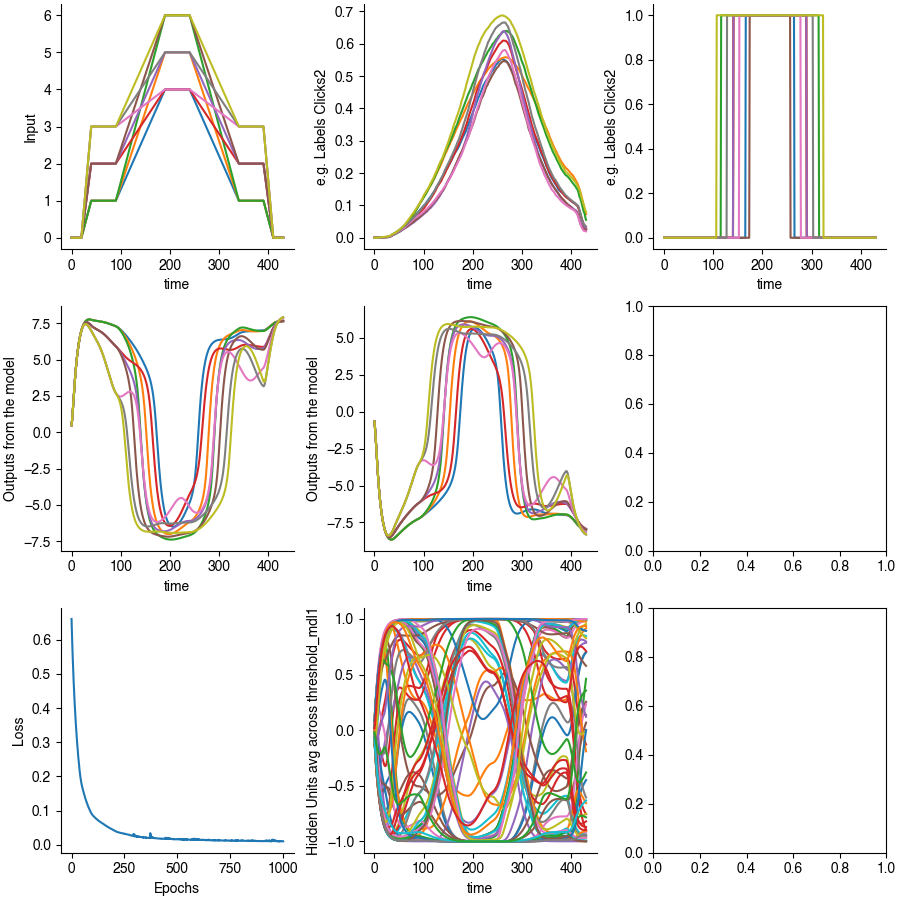 6
5
4
3
2
1
0
Input
0 100 200 300 400
time
0.7
0.6
0.5
0.4
0.3
0.2
0.1
0.0
e.g. Labels Clicks2
0 100 200 300 400
time
1.0
0.8
0.6
0.4
0.2
0.0
e.g. Labels Clicks2
0 100 200 300 400
time
7.5
5.0
2.5
0.0
−2.5
−5.0
−7.5
Outputs from the model
0 100 200 300 400
time
5.0
2.5
0.0
−2.5
−5.0
−7.5
Outputs from the model
0 100 200 300 400
time
1.0
0.8
0.6
0.4
0.2
0.0
0.0 0.2 0.4 0.6 0.8 1.0
0.6
0.5
0.4
0.3
0.2
0.1
0.0
Loss
0 250 500 750 1000
Epochs
1.0
0.5
0.0
−0.5
−1.0
Hidden Units avg across threshold_mdl1
0 100 200 300 400
time
1.0
0.8
0.6
0.4
0.2
0.0
0.0 0.2 0.4 0.6 0.8 1.0